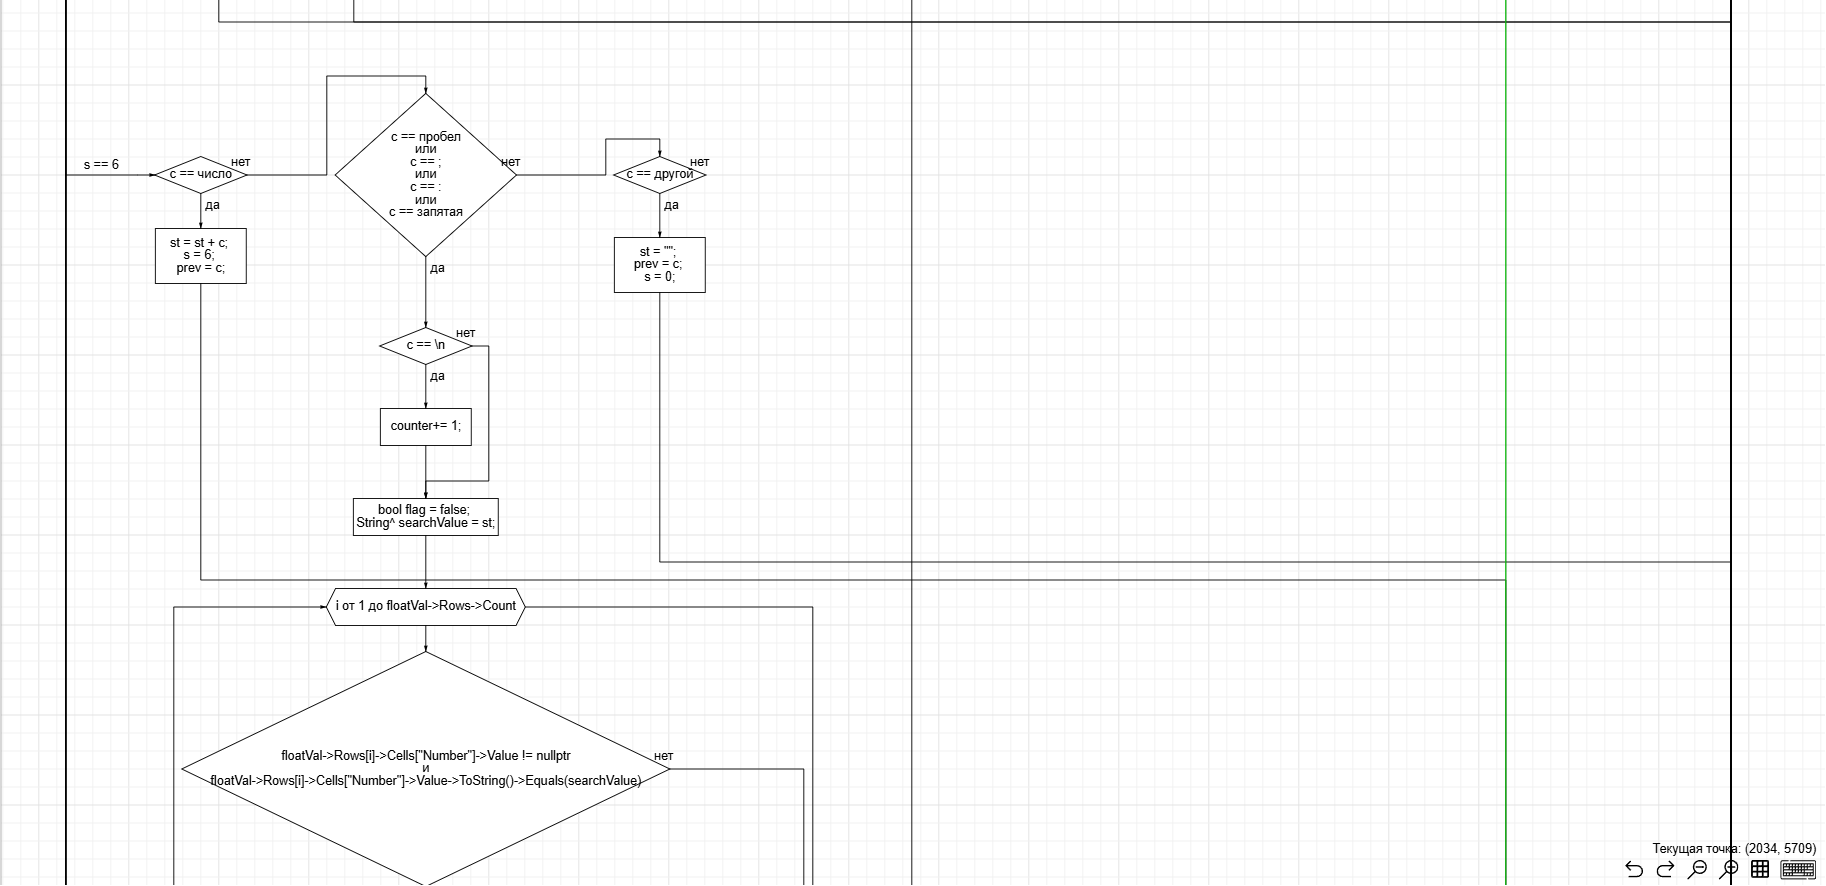 s == 6
c == число
нет
да
st = st + c;
s = 6;
prev = c;
c == пробел
или
c == ;
или
c == :
или
c == запятая
нет
да
c == другой
нет
да
st = "";
prev = c;
s = 0;
c == \n
нет
да
counter+= 1;
bool flag = false;
String^ searchValue = st;
i от 1 до floatVal->Rows->Count
floatVal->Rows[i]->Cells["Number"]->Value != nullptr
и
floatVal->Rows[i]->Cells["Number"]->Value->ToString()->Equals(searchValue)
нет
Текущая точка: (2034, 5709)